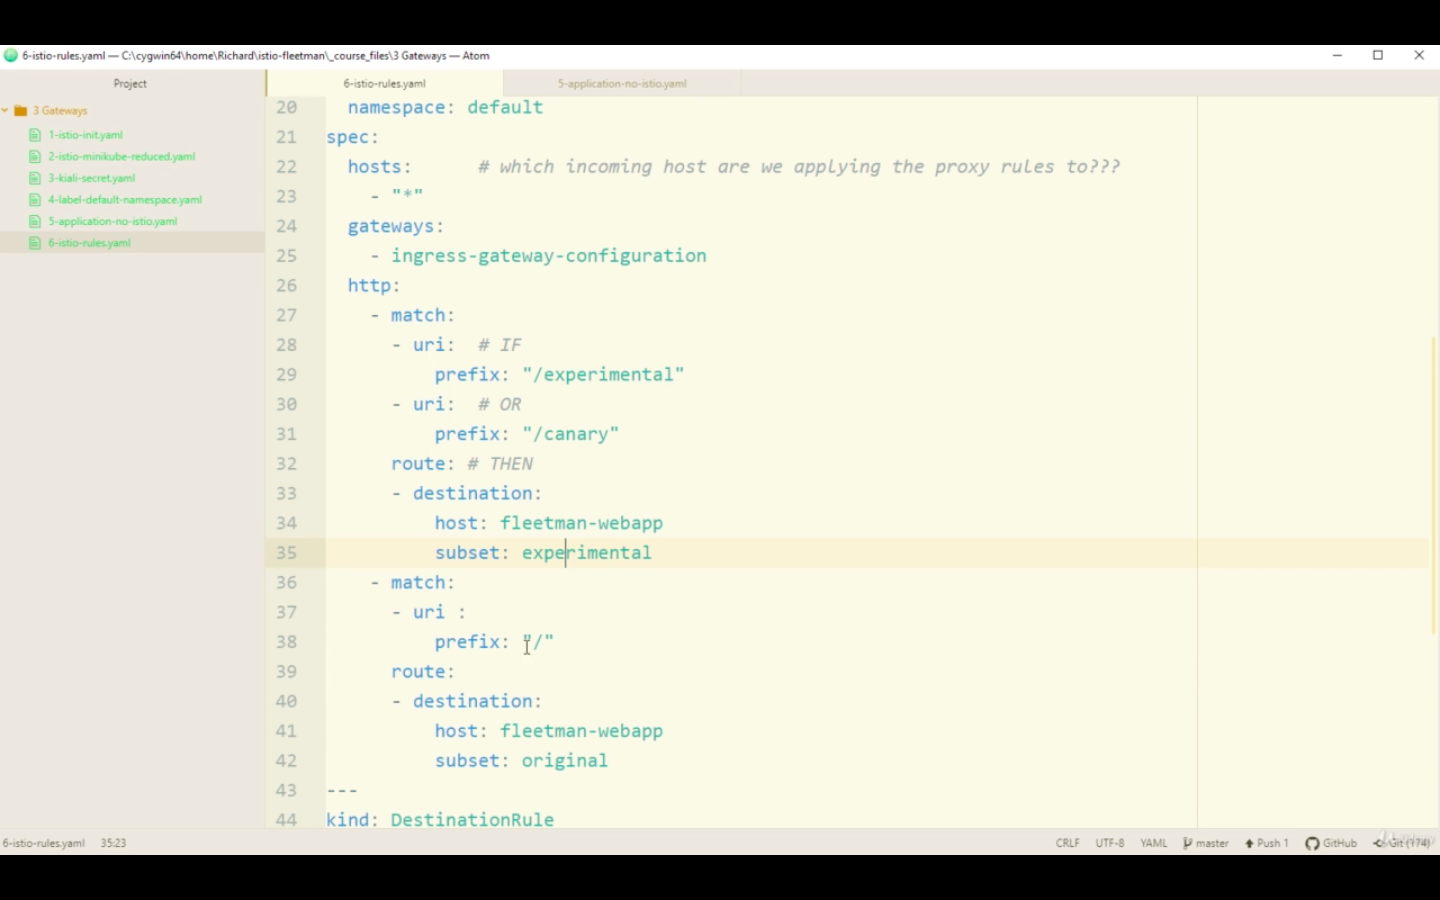 6-istio-rules.yaml — C:\cygwin64\home\Richard\istio-fleetman\_course_files\3 Gateways — Atom
Project
6-istio-rules.yaml
5-application-no-istio.yaml
3 Gateways
1-istio-init.yaml
2-istio-minikube-reduced.yaml
3-kiali-secret.yaml
4-label-default-namespace.yaml
5-application-no-istio.yaml
6-istio-rules.yaml
20 namespace: default
21 spec:
22 hosts: # which incoming host are we applying the proxy rules to???
23 - "*"
24 gateways:
25 - ingress-gateway-configuration
26 http:
27 - match:
28 - uri: # IF
29 prefix: "/experimental"
30 - uri: # OR
31 prefix: "/canary"
32 route: # THEN
33 - destination:
34 host: fleetman-webapp
35 subset: experimental
36 - match:
37 - uri :
38 prefix: "/"
39 route:
40 - destination:
41 host: fleetman-webapp
42 subset: original
43 ---
44 kind: DestinationRule
6-istio-rules.yaml 35:23 CRLF UTF-8 YAML master Push 1 GitHub Git (174)